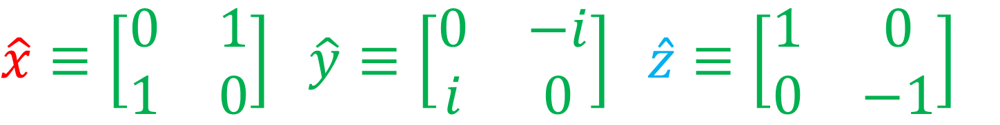 x̂ ≡ [0 1 ŷ ≡ [0 −i ẑ ≡ [1 0
1 0] i 0] 0 −1]